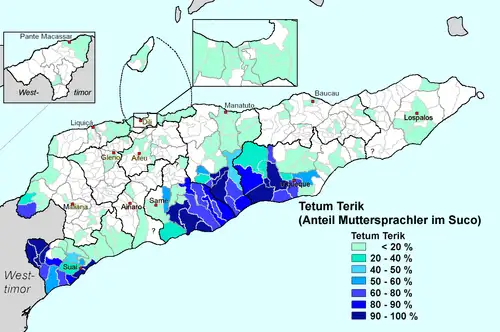 Pante Macassar
West-
timor
Baucau
Manatuto
Liquiçá
Dili
Lospalos
Gleno
Aileu
Viqueque
Same
Ainaro
Maliana
Suai
West-
timor
?
Tetum Terik
(Anteil Muttersprachler im Suco)
Tetum Terik
< 20 %
20 - 40 %
40 - 50 %
50 - 60 %
60 - 80 %
80 - 90 %
90 - 100 %